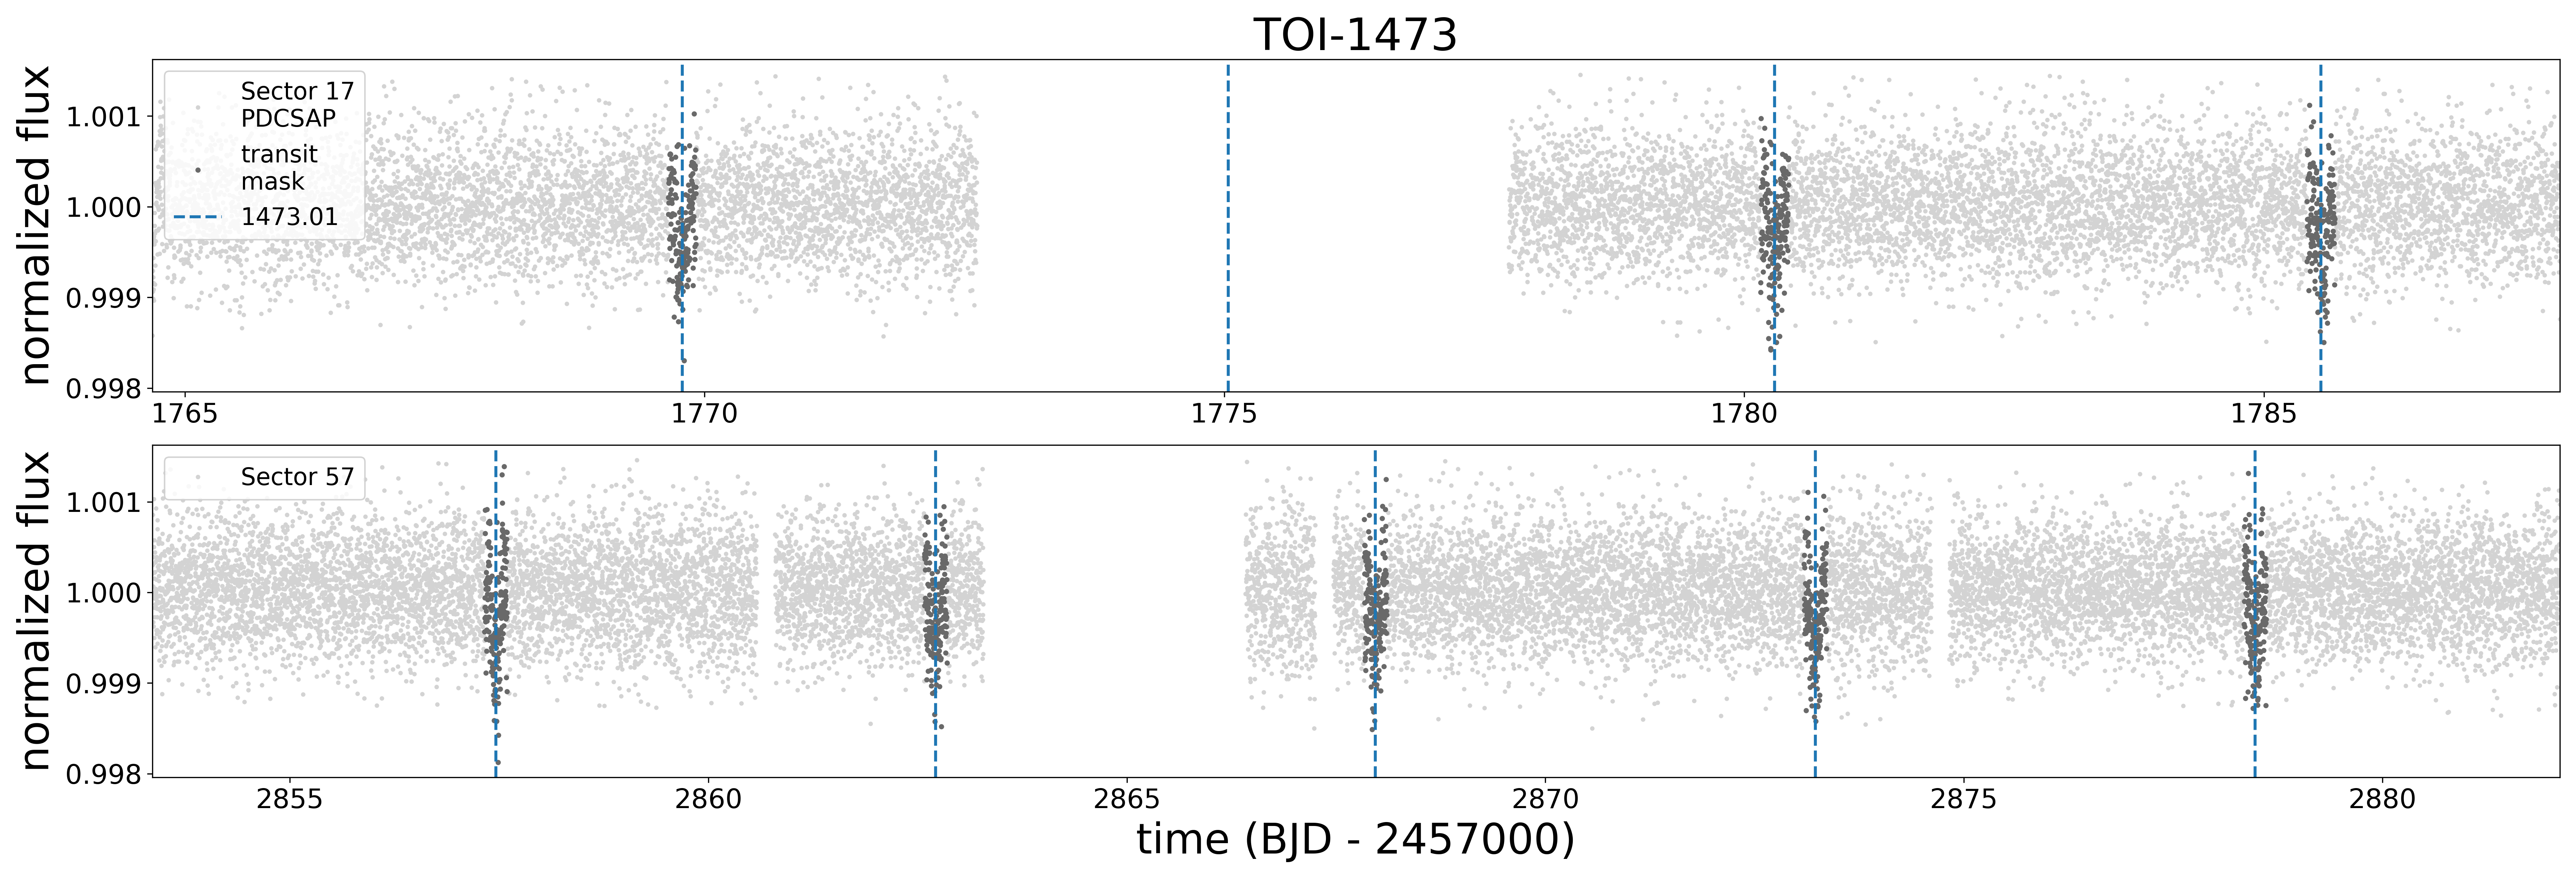 TOI-1473
normalized flux
1.001
1.000
0.999
0.998
Sector 17
PDCSAP
transit
mask
1473.01
1765
1770
1775
1780
1785
normalized flux
1.001
1.000
0.999
0.998
Sector 57
2855
2860
2865
2870
2875
2880
time (BJD - 2457000)